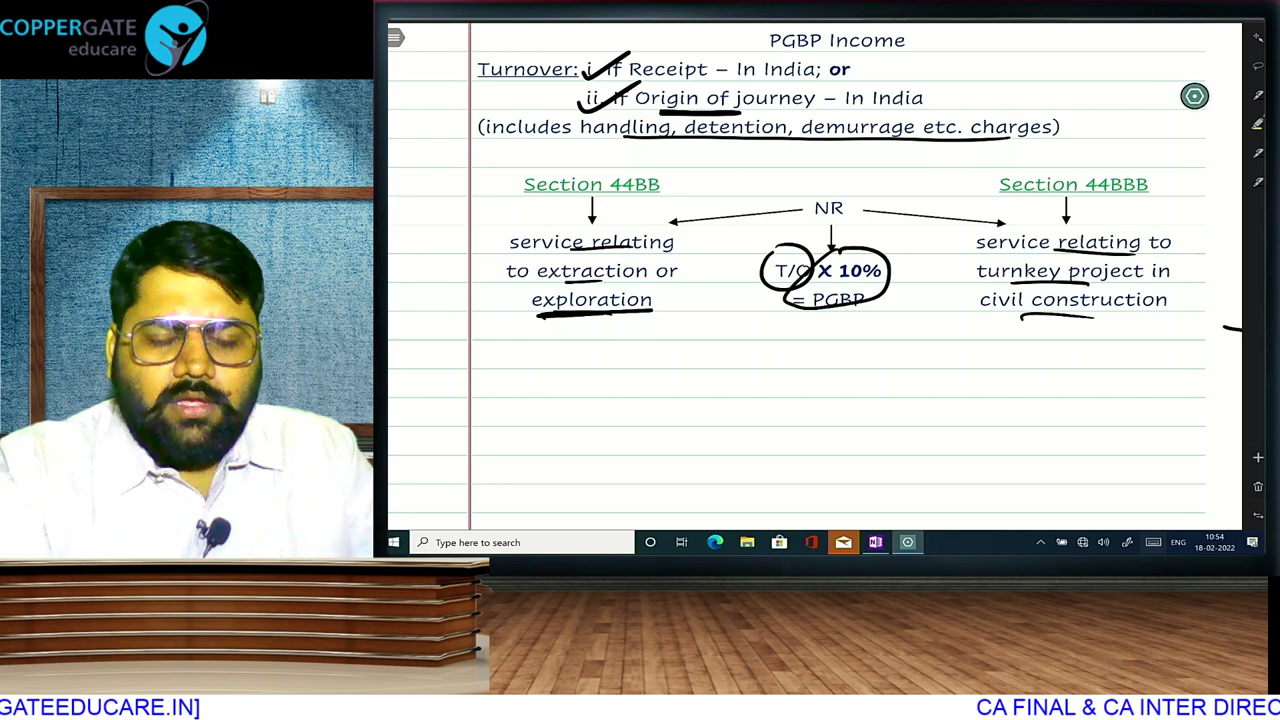 COPPERGATE
educare
PGBP Income
Turnover: i. If Receipt – In India; or
ii. If Origin of journey – In India
(includes handling, detention, demurrage etc. charges)
Section 44BB
Section 44BBB
NR
service relating
to extraction or
exploration
T/O X 10%
= PGBP
service relating to
turnkey project in
civil construction
Type here to search
ENG
10:54
18-02-2022
GATEEDUCARE.IN]
CA FINAL & CA INTER DIREC